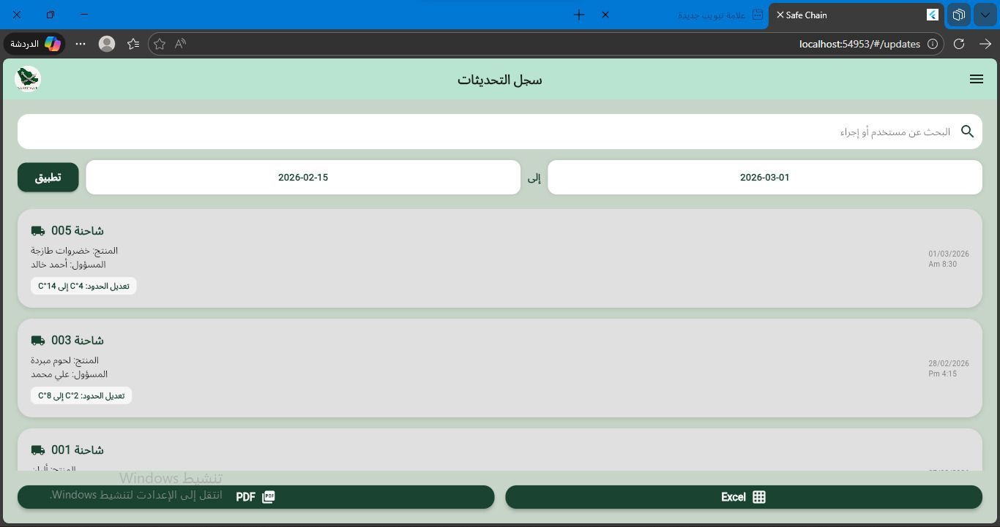 Safe Chain
علامة تبويب جديدة
localhost:54953/#/updates
الدردشة
سجل التحديثات
البحث عن مستخدم أو إجراء
2026-03-01 إلى 2026-02-15 تطبيق
شاحنة 005
المنتج: خضروات طازجة
المسؤول: أحمد خالد
تعديل الحدود: 4°C إلى 14°C
01/03/2026
Am 8:30
شاحنة 003
المنتج: لحوم مبردة
المسؤول: علي محمد
تعديل الحدود: 2°C إلى 8°C
28/02/2026
Pm 4:15
شاحنة 001
المنتج: ألبان
Excel
PDF
تنشيط Windows
انتقل إلى الإعدادت لتنشيط Windows.